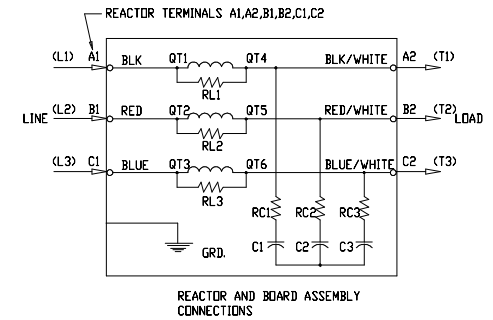 REACTOR TERMINALS A1,A2,B1,B2,C1,C2
(L1) A1 BLK QT1 QT4 BLK/WHITE A2 (T1)
RL1
(L2) B1 RED QT2 QT5 RED/WHITE B2 (T2)
LINE LOAD
RL2
(L3) C1 BLUE QT3 QT6 BLUE/WHITE C2 (T3)
RL3
RC1 RC2 RC3
C1 C2 C3
GRD.
REACTOR AND BOARD ASSEMBLY
CONNECTIONS